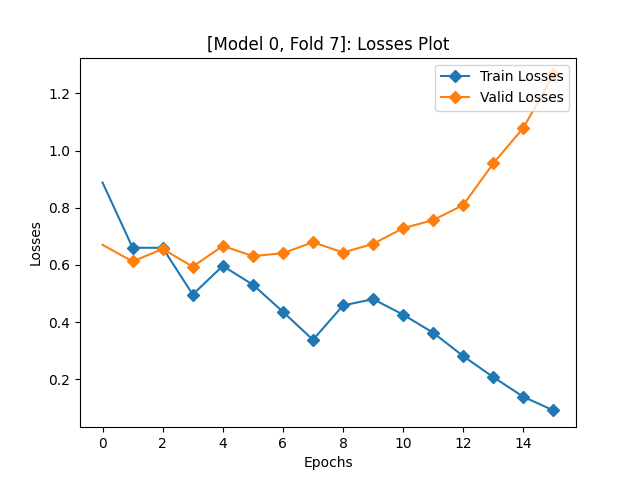 [Model 0, Fold 7]: Losses Plot
Train Losses
Valid Losses
Losses
1.2
1.0
0.8
0.6
0.4
0.2
0 2 4 6 8 10 12 14
Epochs